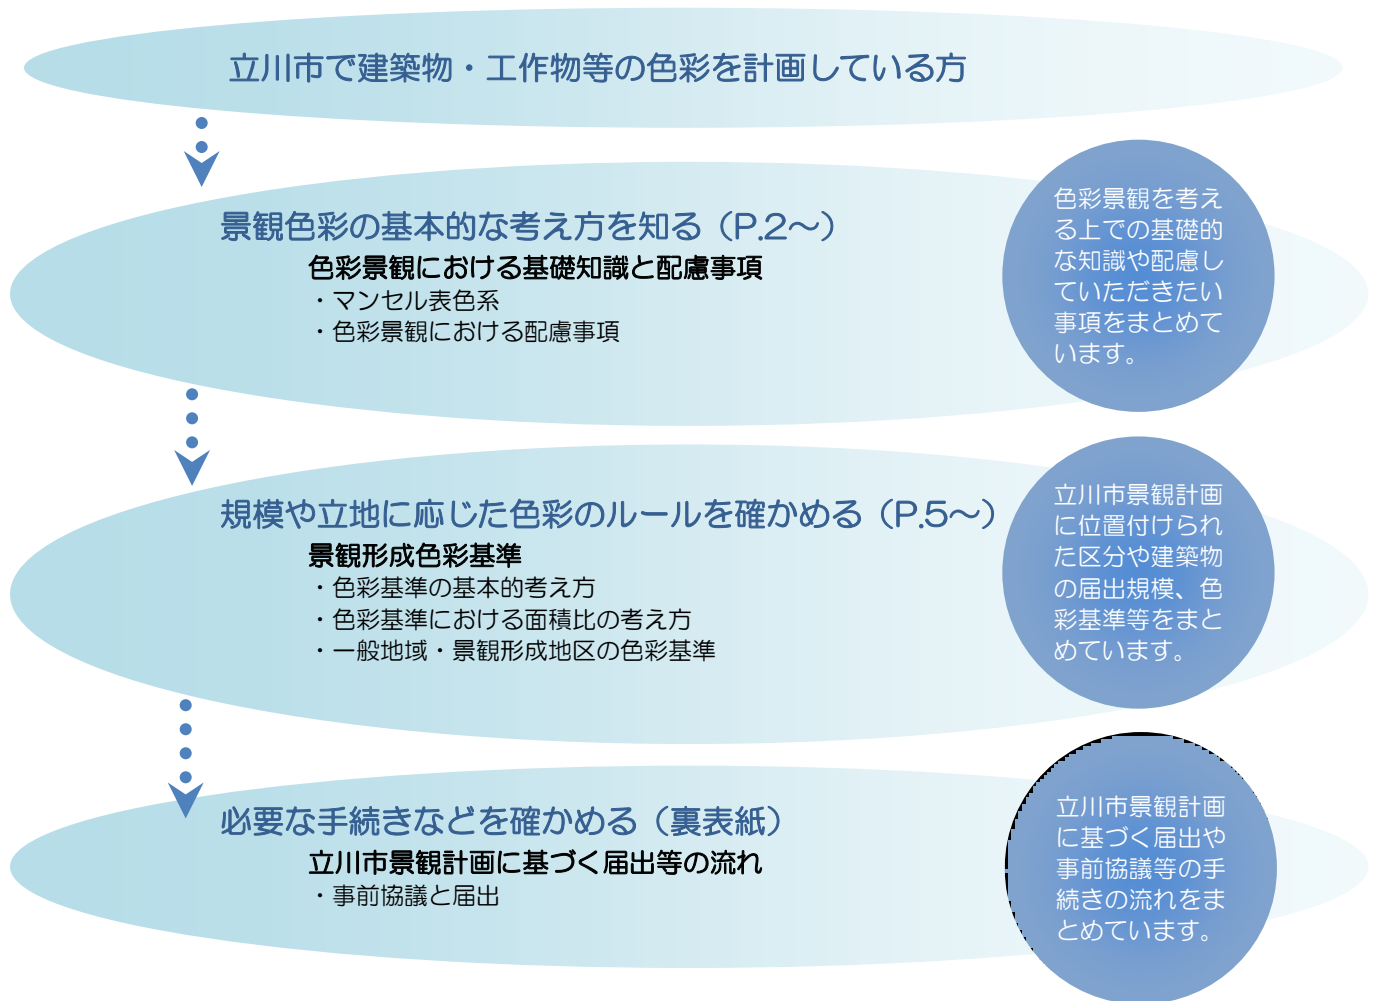 立川市で建築物・工作物等の色彩を計画している方
景観色彩の基本的な考え方を知る（P.2～）
色彩景観における基礎知識と配慮事項
・マンセル表色系
・色彩景観における配慮事項
色彩景観を考え
る上での基礎的
な知識や配慮し
ていただきたい
事項をまとめて
います。
規模や立地に応じた色彩のルールを確かめる（P.5～）
景観形成色彩基準
・色彩基準の基本的考え方
・色彩基準における面積比の考え方
・一般地域・景観形成地区の色彩基準
立川市景観計画
に位置付けられ
た区分や建築物
の届出規模、色
彩基準等をまと
めています。
必要な手続きなどを確かめる（裏表紙）
立川市景観計画に基づく届出等の流れ
・事前協議と届出
立川市景観計画
に基づく届出や
事前協議等の手
続きの流れをま
とめています。